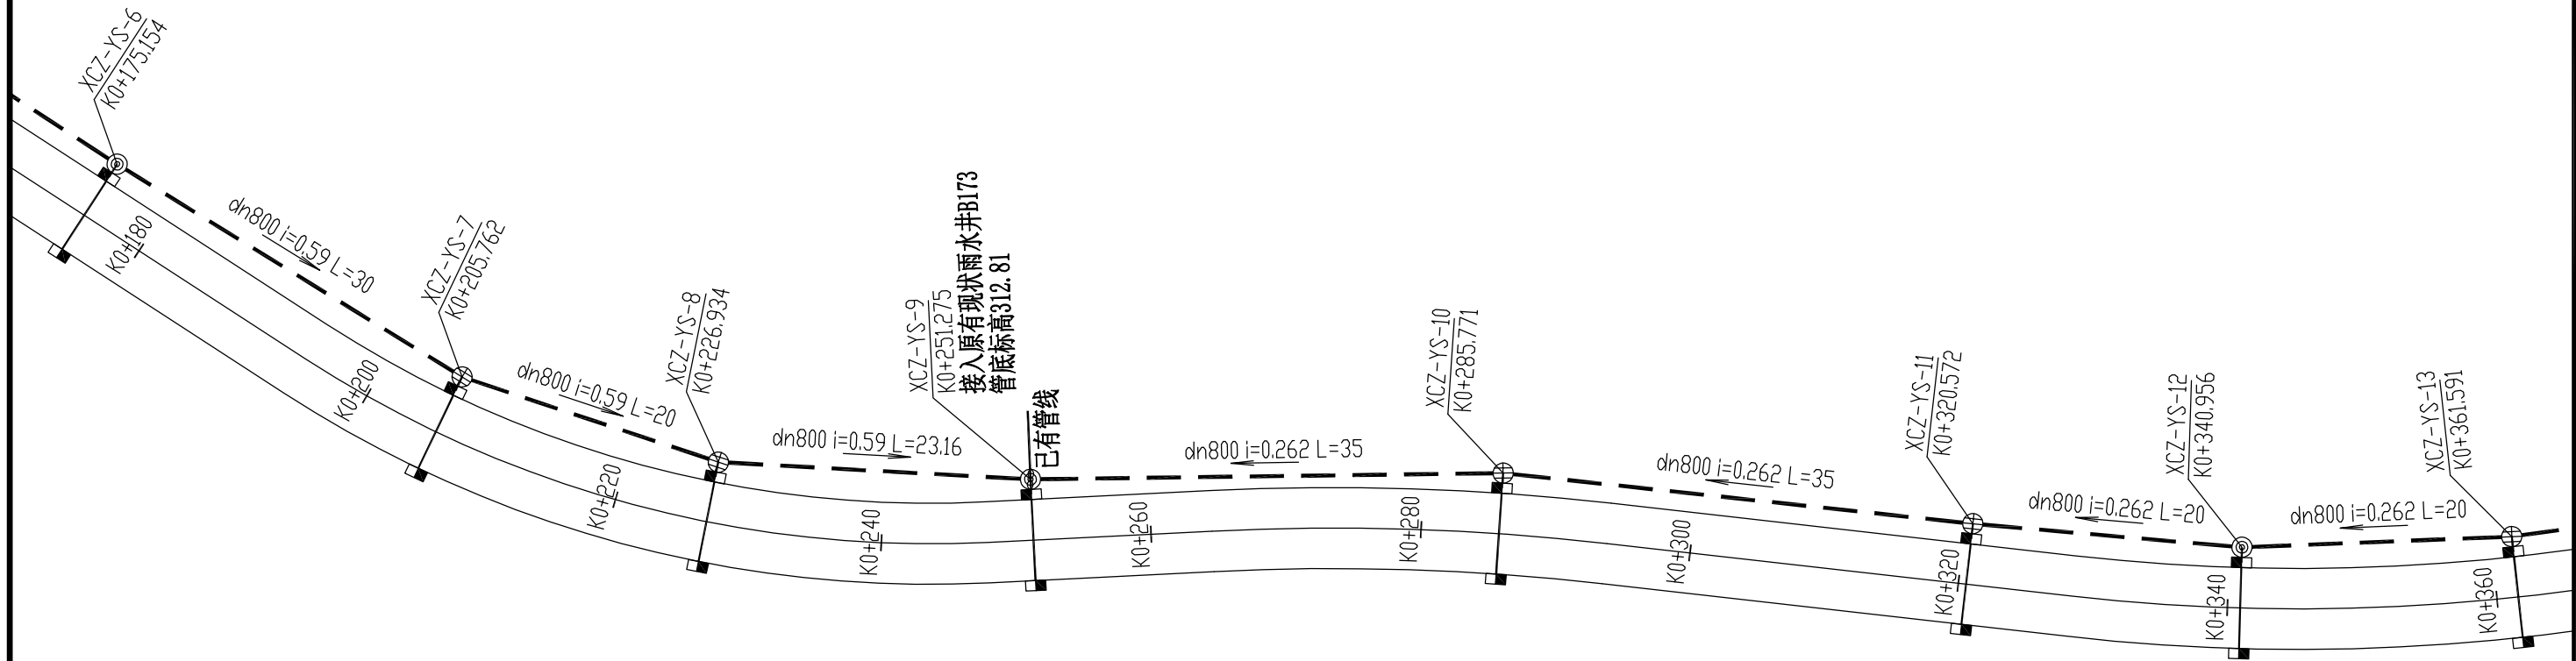 XCZ-YS-6
K0+175.154
dn800 i=0.59 L=30
K0+180
XCZ-YS-7
K0+205.762
K0+200
dn800 i=0.59 L=20
XCZ-YS-8
K0+226.934
K0+220
dn800 i=0.59 L=23.16
K0+240
XCZ-YS-9
K0+251.275
接入原有现状雨水井B173
管底标高312.81
已有管线
K0+260
dn800 i=0.262 L=35
K0+280
XCZ-YS-10
K0+285.771
dn800 i=0.262 L=35
K0+300
XCZ-YS-11
K0+320.572
K0+320
dn800 i=0.262 L=20
XCZ-YS-12
K0+340.956
K0+340
dn800 i=0.262 L=20
XCZ-YS-13
K0+361.591
K0+360